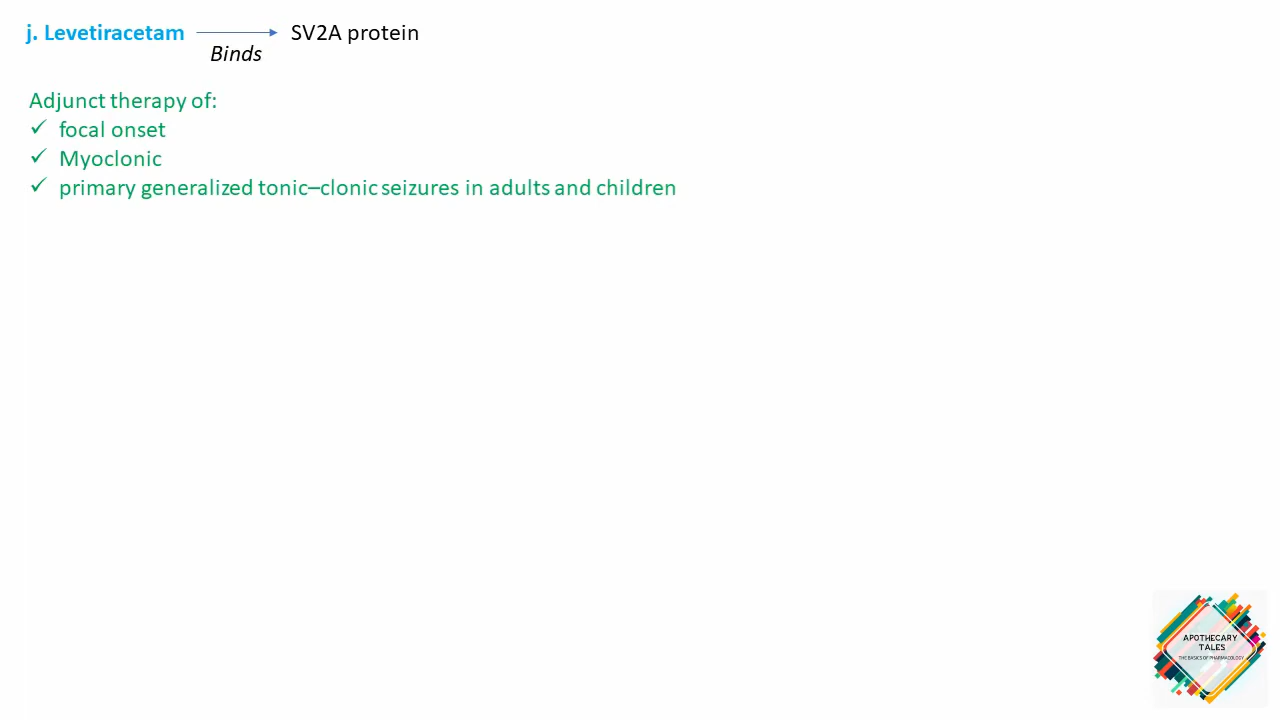 j. Levetiracetam SV2A protein
Binds
Adjunct therapy of:
✓ focal onset
✓ Myoclonic
✓ primary generalized tonic–clonic seizures in adults and children
APOTHECARY
TALES
THE BASICS OF PHARMACOLOGY